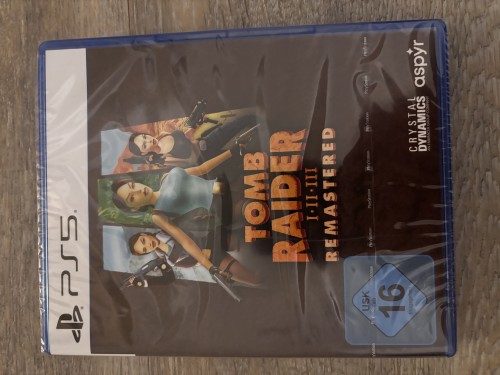 PS5
TOMB
RAIDER
I·II·III
REMASTERED
USK
16
CRYSTAL
DYNAMICS
aspyr